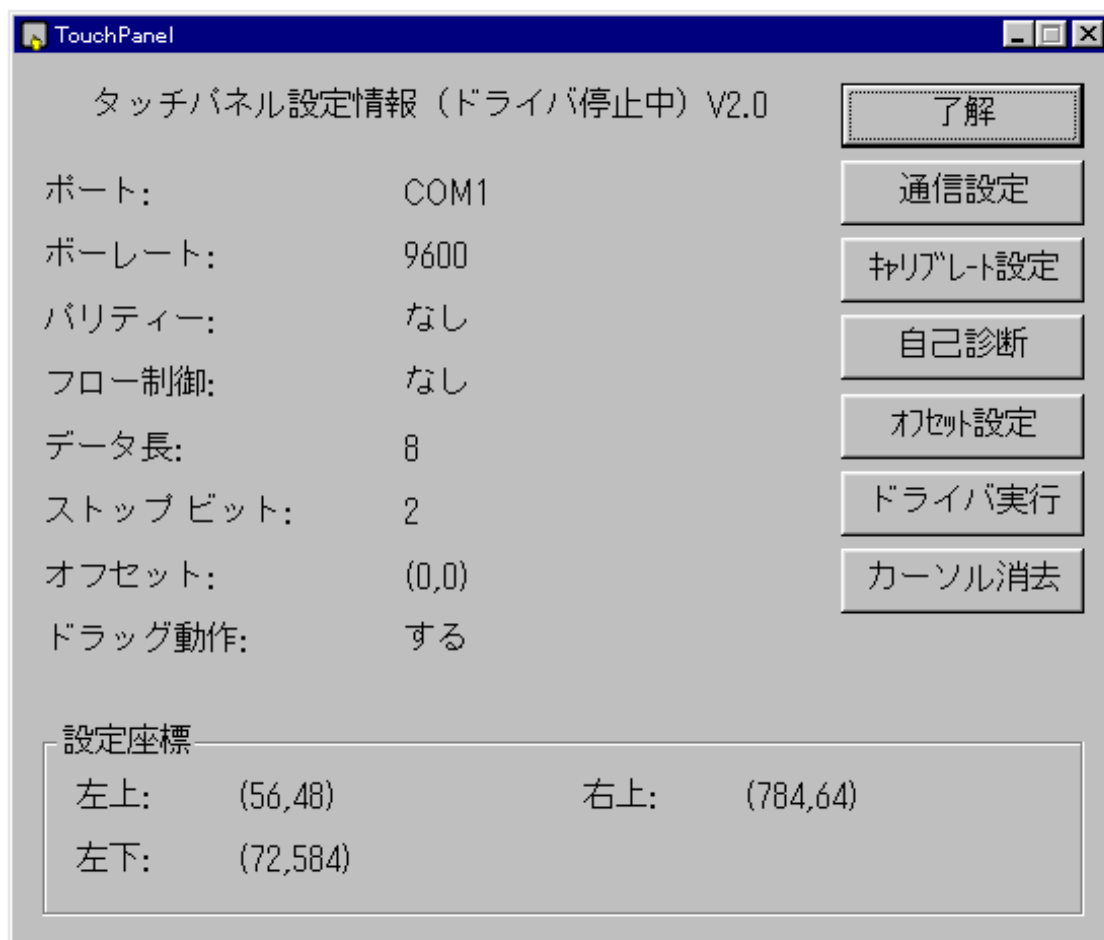 TouchPanel
タッチパネル設定情報（ドライバ停止中）V2.0
了解
ポート: COM1
通信設定
ボーレート: 9600
ｷｬﾘﾌﾞﾚｰﾄ設定
パリティー: なし
自己診断
フロー制御: なし
ｵﾌｾｯﾄ設定
データ長: 8
ドライバ実行
ストップ ビット: 2
カーソル消去
オフセット: (0,0)
ドラッグ動作: する
設定座標
左上: (56,48) 右上: (784,64)
左下: (72,584)